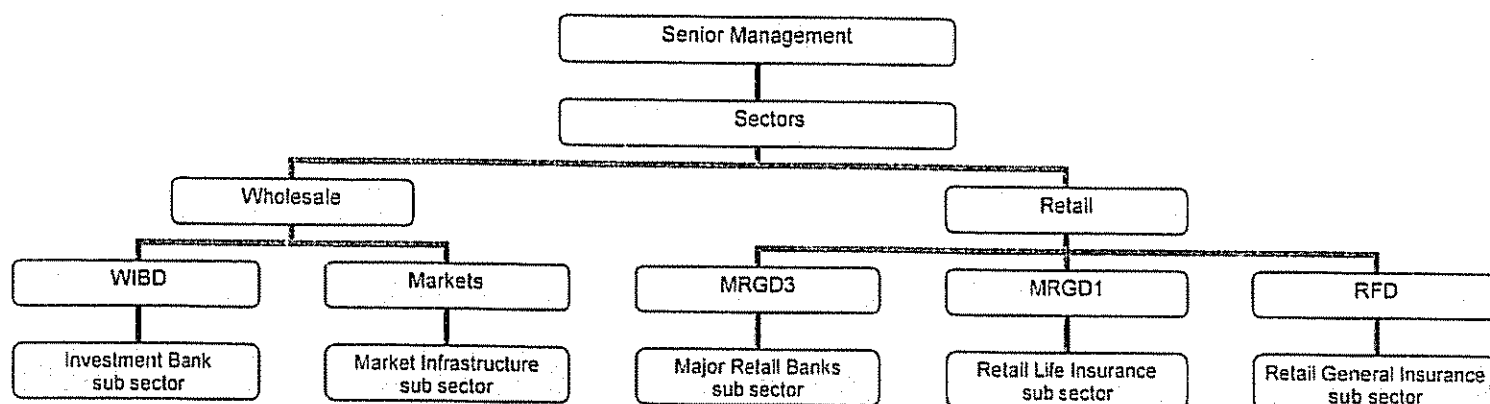 Senior Management
Sectors
Wholesale
Retail
WIBD
Markets
MRGD3
MRGD1
RFD
Investment Bank
sub sector
Market Infrastructure
sub sector
Major Retail Banks
sub sector
Retail Life Insurance
sub sector
Retail General Insurance
sub sector